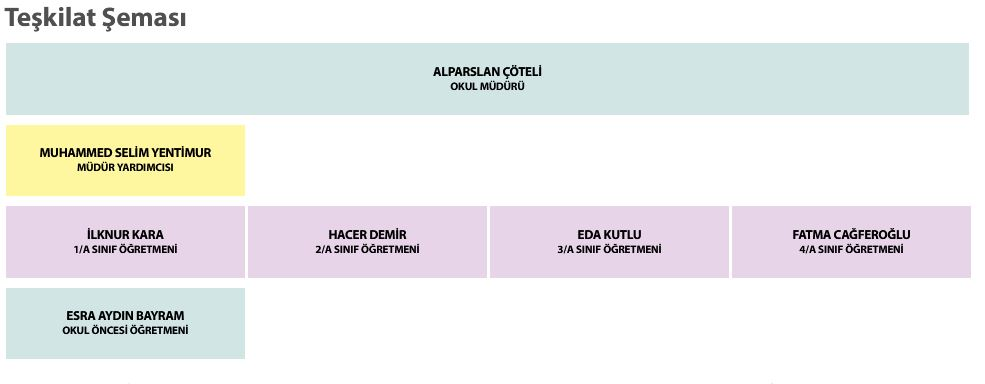 Teşkilat Şeması
ALPARSLAN ÇÖTELİ
OKUL MÜDÜRÜ
MUHAMMED SELİM YENTİMUR
MÜDÜR YARDIMCISI
İLKNUR KARA
1/A SINIF ÖĞRETMENİ
HACER DEMİR
2/A SINIF ÖĞRETMENİ
EDA KUTLU
3/A SINIF ÖĞRETMENİ
FATMA CAĞFEROĞLU
4/A SINIF ÖĞRETMENİ
ESRA AYDIN BAYRAM
OKUL ÖNCESİ ÖĞRETMENİ